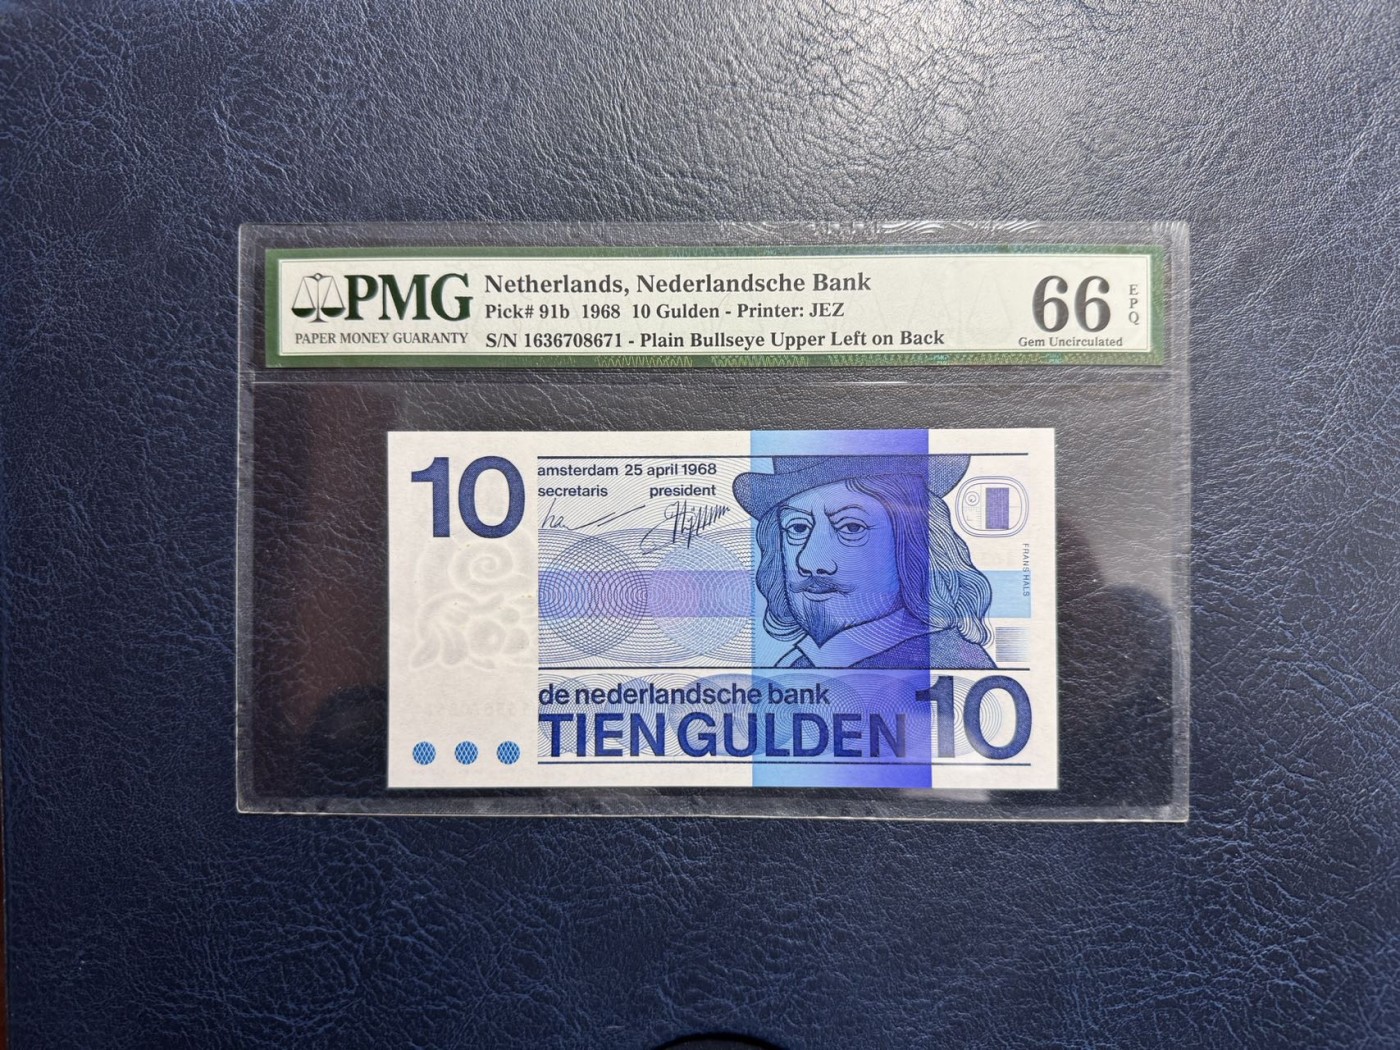 PMG
PAPER MONEY GUARANTY
Netherlands, Nederlandsche Bank
Pick# 91b 1968 10 Gulden - Printer: JEZ
S/N 1636708671 - Plain Bullseye Upper Left on Back
66
EPQ
Gem Uncirculated
10
amsterdam 25 april 1968
secretaris president
FRANS HALS
de nederlandsche bank
TIEN GULDEN
10